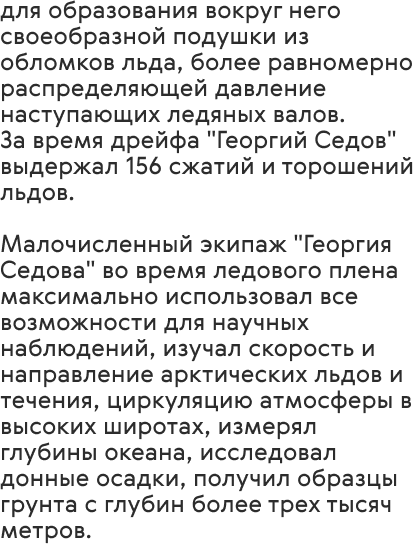 для образования вокруг него
своеобразной подушки из
обломков льда, более равномерно
распределяющей давление
наступающих ледяных валов.
За время дрейфа "Георгий Седов"
выдержал 156 сжатий и торошений
льдов.

Малочисленный экипаж "Георгия
Седова" во время ледового плена
максимально использовал все
возможности для научных
наблюдений, изучал скорость и
направление арктических льдов и
течения, циркуляцию атмосферы в
высоких широтах, измерял
глубины океана, исследовал
донные осадки, получил образцы
грунта с глубин более трех тысяч
метров.